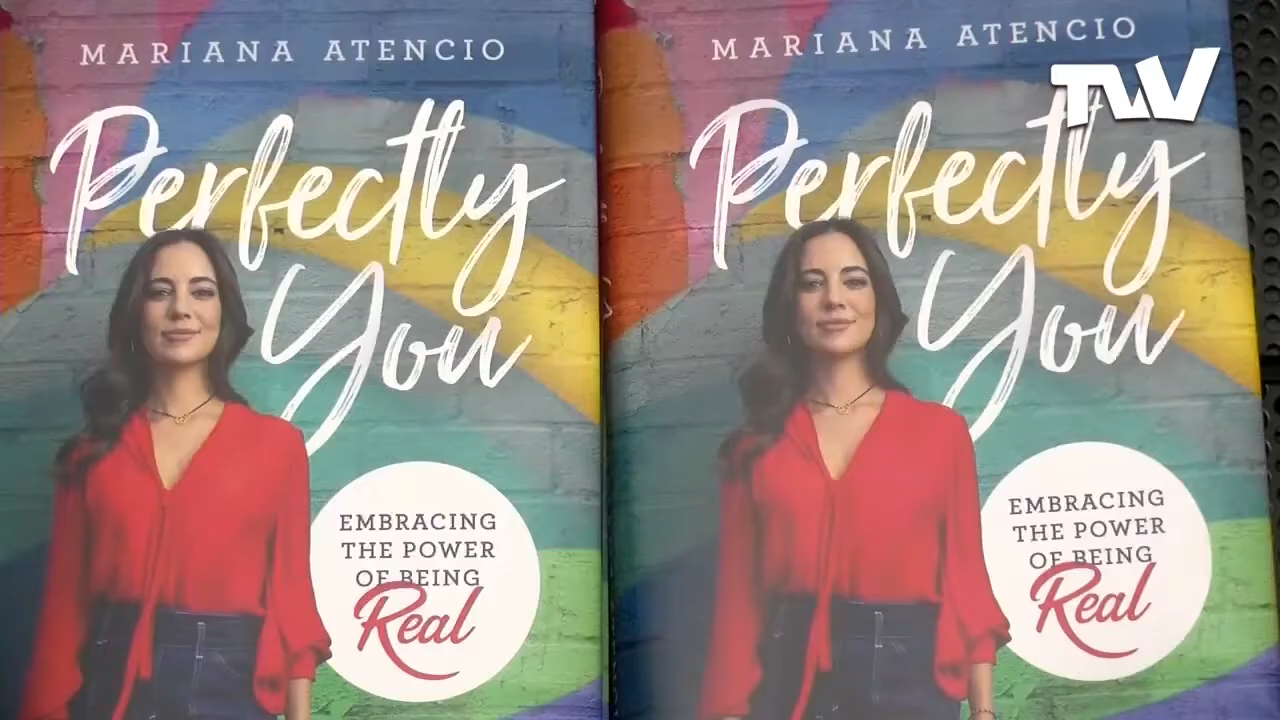 MARIANA ATENCIO
Perfectly
You
EMBRACING
THE POWER
OF BEING
Real
MARIANA ATENCIO
Perfectly
You
EMBRACING
THE POWER
OF BEING
Real
TVV